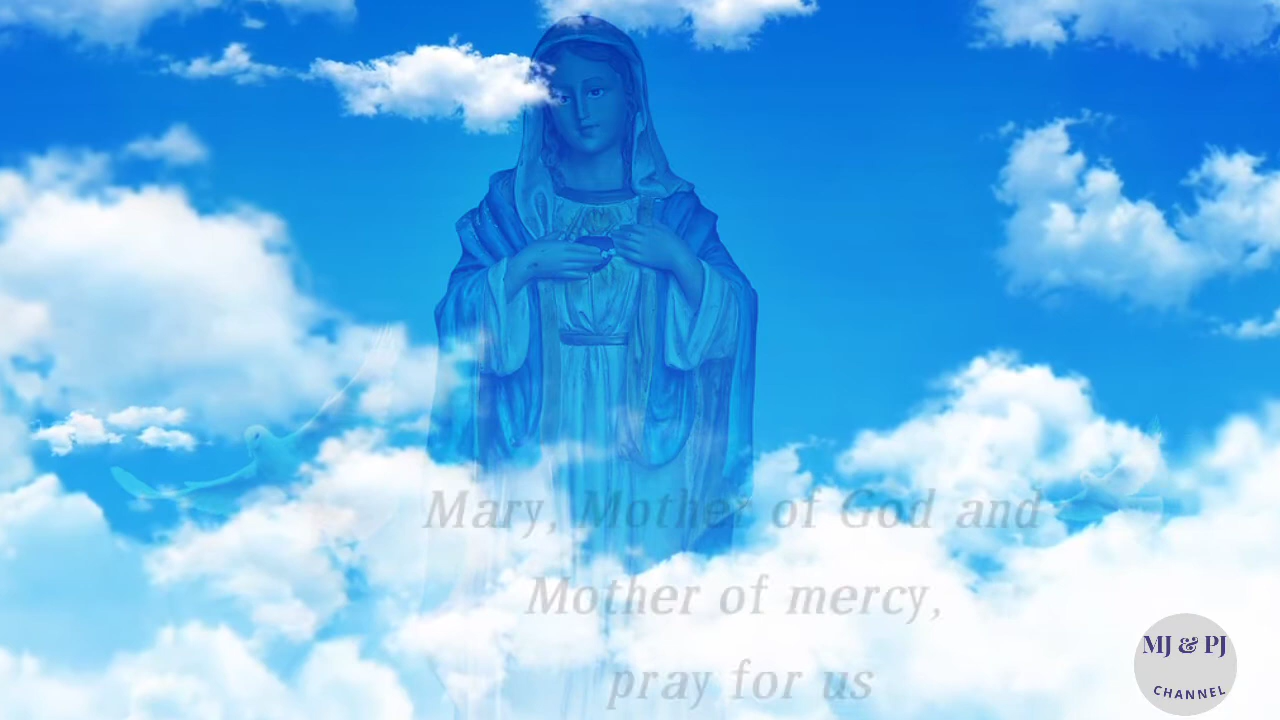 Mary, Mother of God and
Mother of mercy,
pray for us
MJ & PJ
CHANNEL